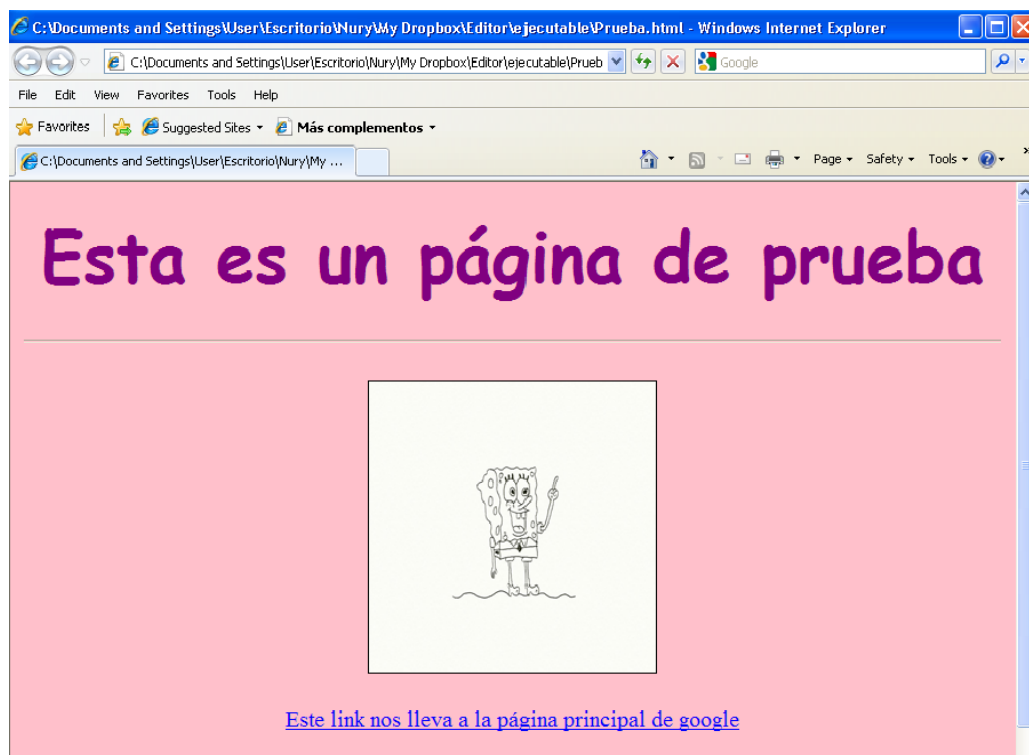 C:\Documents and Settings\User\Escritorio\Nury\My Dropbox\Editor\ejecutable\Prueba.html - Windows Internet Explorer
C:\Documents and Settings\User\Escritorio\Nury\My Dropbox\Editor\ejecutable\Prueb
Google
File Edit View Favorites Tools Help
Favorites Suggested Sites Más complementos
C:\Documents and Settings\User\Escritorio\Nury\My ... Page Safety Tools
Esta es un página de prueba
Este link nos lleva a la página principal de google